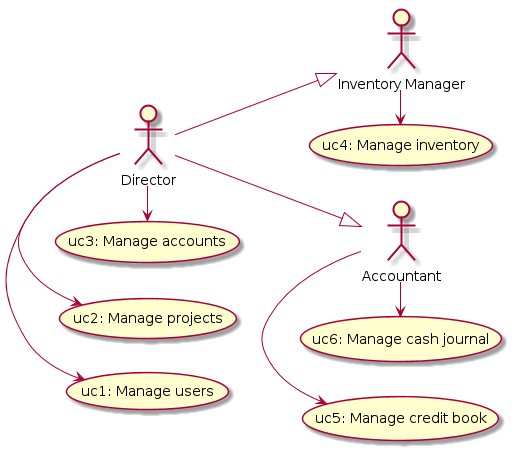 Inventory Manager
uc4: Manage inventory
Director
uc3: Manage accounts
Accountant
uc2: Manage projects
uc6: Manage cash journal
uc1: Manage users
uc5: Manage credit book